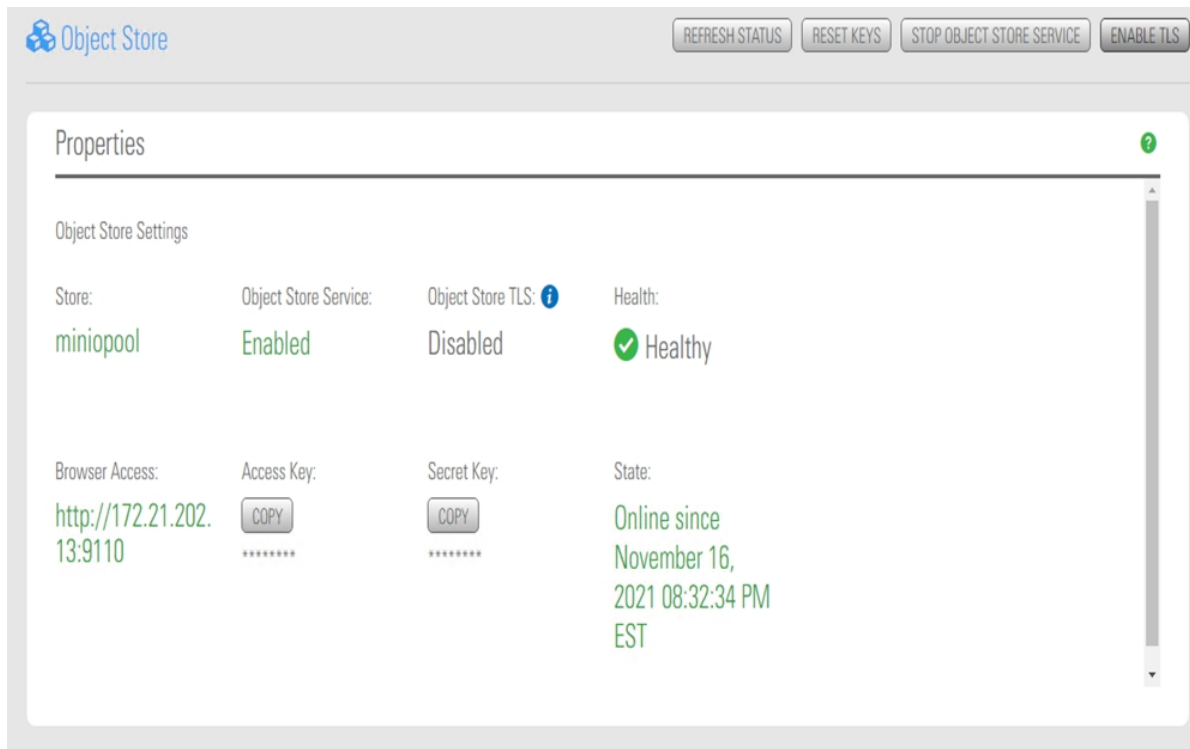 Object Store
REFRESH STATUS
RESET KEYS
STOP OBJECT STORE SERVICE
ENABLE TLS
Properties
?
Object Store Settings
Store:
Object Store Service:
Object Store TLS: i
Health:
miniopool
Enabled
Disabled
Healthy
Browser Access:
Access Key:
Secret Key:
State:
http://172.21.202.
13:9110
COPY
********
COPY
********
Online since
November 16,
2021 08:32:34 PM
EST